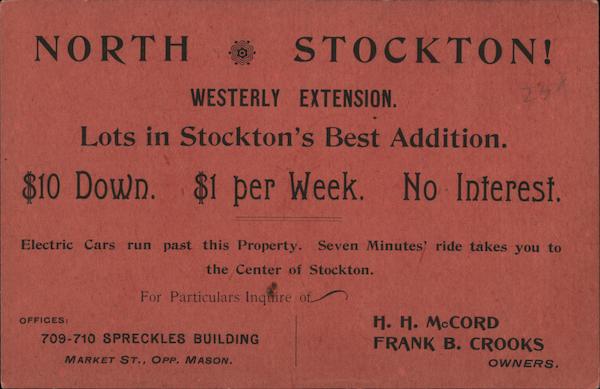 NORTH STOCKTON!
WESTERLY EXTENSION.
Lots in Stockton's Best Addition.
$10 Down. $1 per Week. No Interest.
Electric Cars run past this Property. Seven Minutes' ride takes you to
the Center of Stockton.
For Particulars Inquire of
OFFICES:
709-710 SPRECKLES BUILDING
MARKET ST., OPP. MASON.
H. H. McCORD
FRANK B. CROOKS
OWNERS.